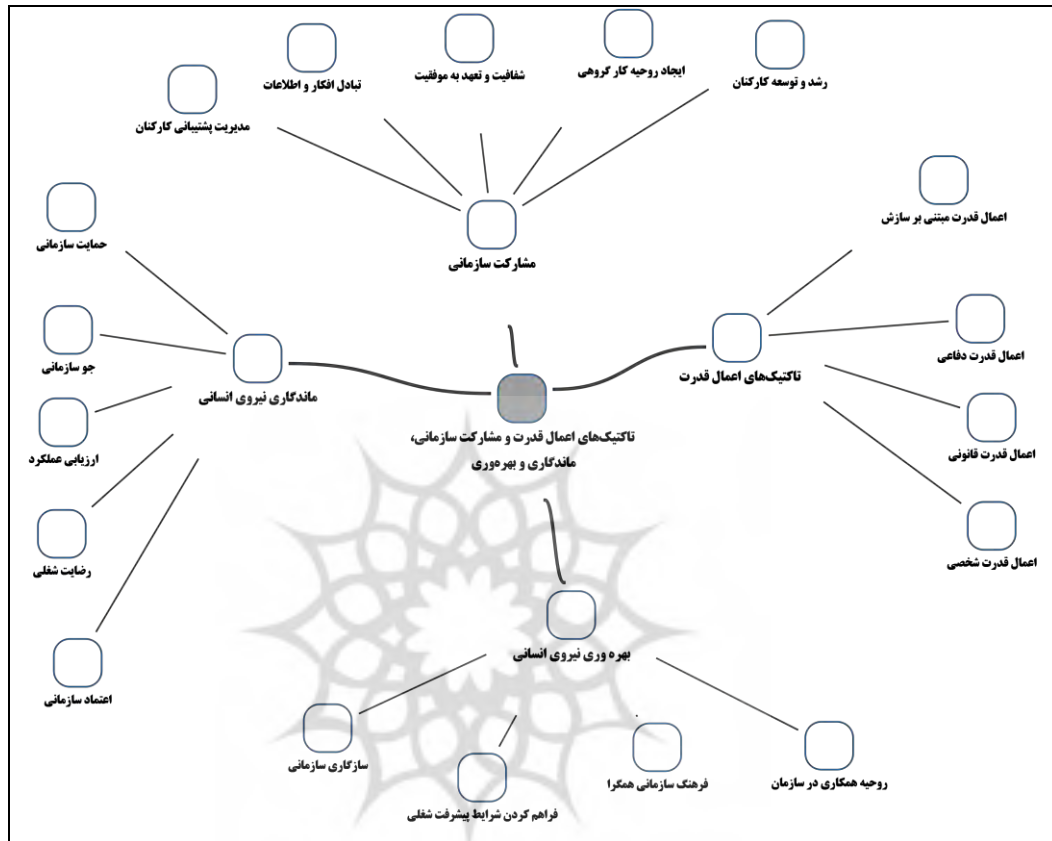 رشد و توسعه کارکنان
ایجاد روحیه کار گروهی
شفافیت و تعهد به موفقیت
تبادل افکار و اطلاعات
مدیریت پشتیبانی کارکنان
اعمال قدرت مبتنی بر سازش
حمایت سازمانی
مشارکت سازمانی
اعمال قدرت دفاعی
جو سازمانی
تاکتیک‌های اعمال قدرت
ماندگاری نیروی انسانی
تاکتیک‌های اعمال قدرت و مشارکت سازمانی،
ماندگاری و بهره‌وری
اعمال قدرت قانونی
ارزیابی عملکرد
اعمال قدرت شخصی
رضایت شغلی
بهره وری نیروی انسانی
اعتماد سازمانی
روحیه همکاری در سازمان
فرهنگ سازمانی همگرا
فراهم کردن شرایط پیشرفت شغلی
سازگاری سازمانی